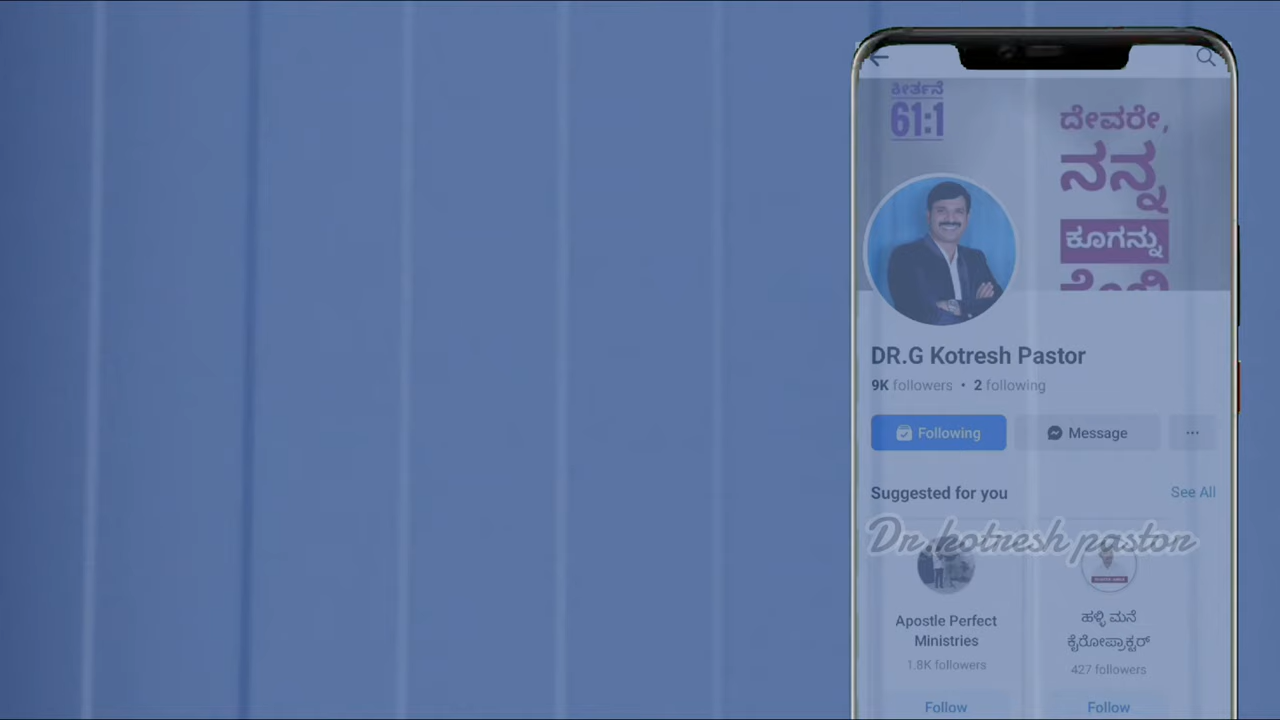 ಕೀರ್ತನೆ
61:1
ದೇವರೇ,
ನನ್ನ
ಕೂಗನ್ನು
DR.G Kotresh Pastor
9K followers • 2 following
Following
Message
Suggested for you
See All
Dr.kotresh pastor
Apostle Perfect
Ministries
1.8K followers
Follow
ಹಳ್ಳಿ ಮನೆ
ಕೈರೋಪ್ರಾಕ್ಟರ್
427 followers
Follow